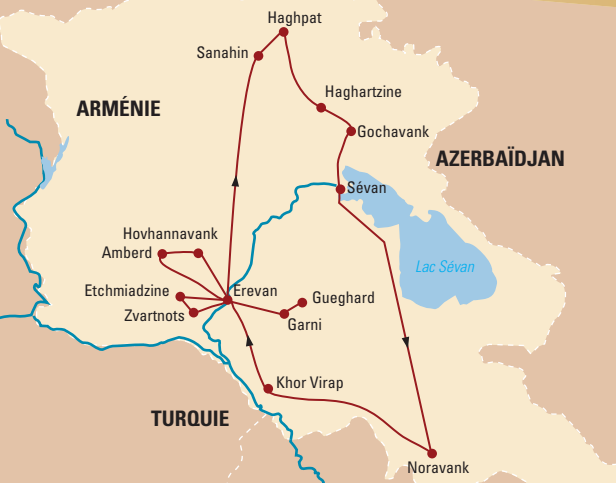 Haghpat
Sanahin
ARMÉNIE
Haghartzine
Gochavank
AZERBAÏDJAN
Sévan
Hovhannavank
Amberd
Lac Sévan
Etchmiadzine
Erevan
Gueghard
Zvartnots
Garni
Khor Virap
TURQUIE
Noravank